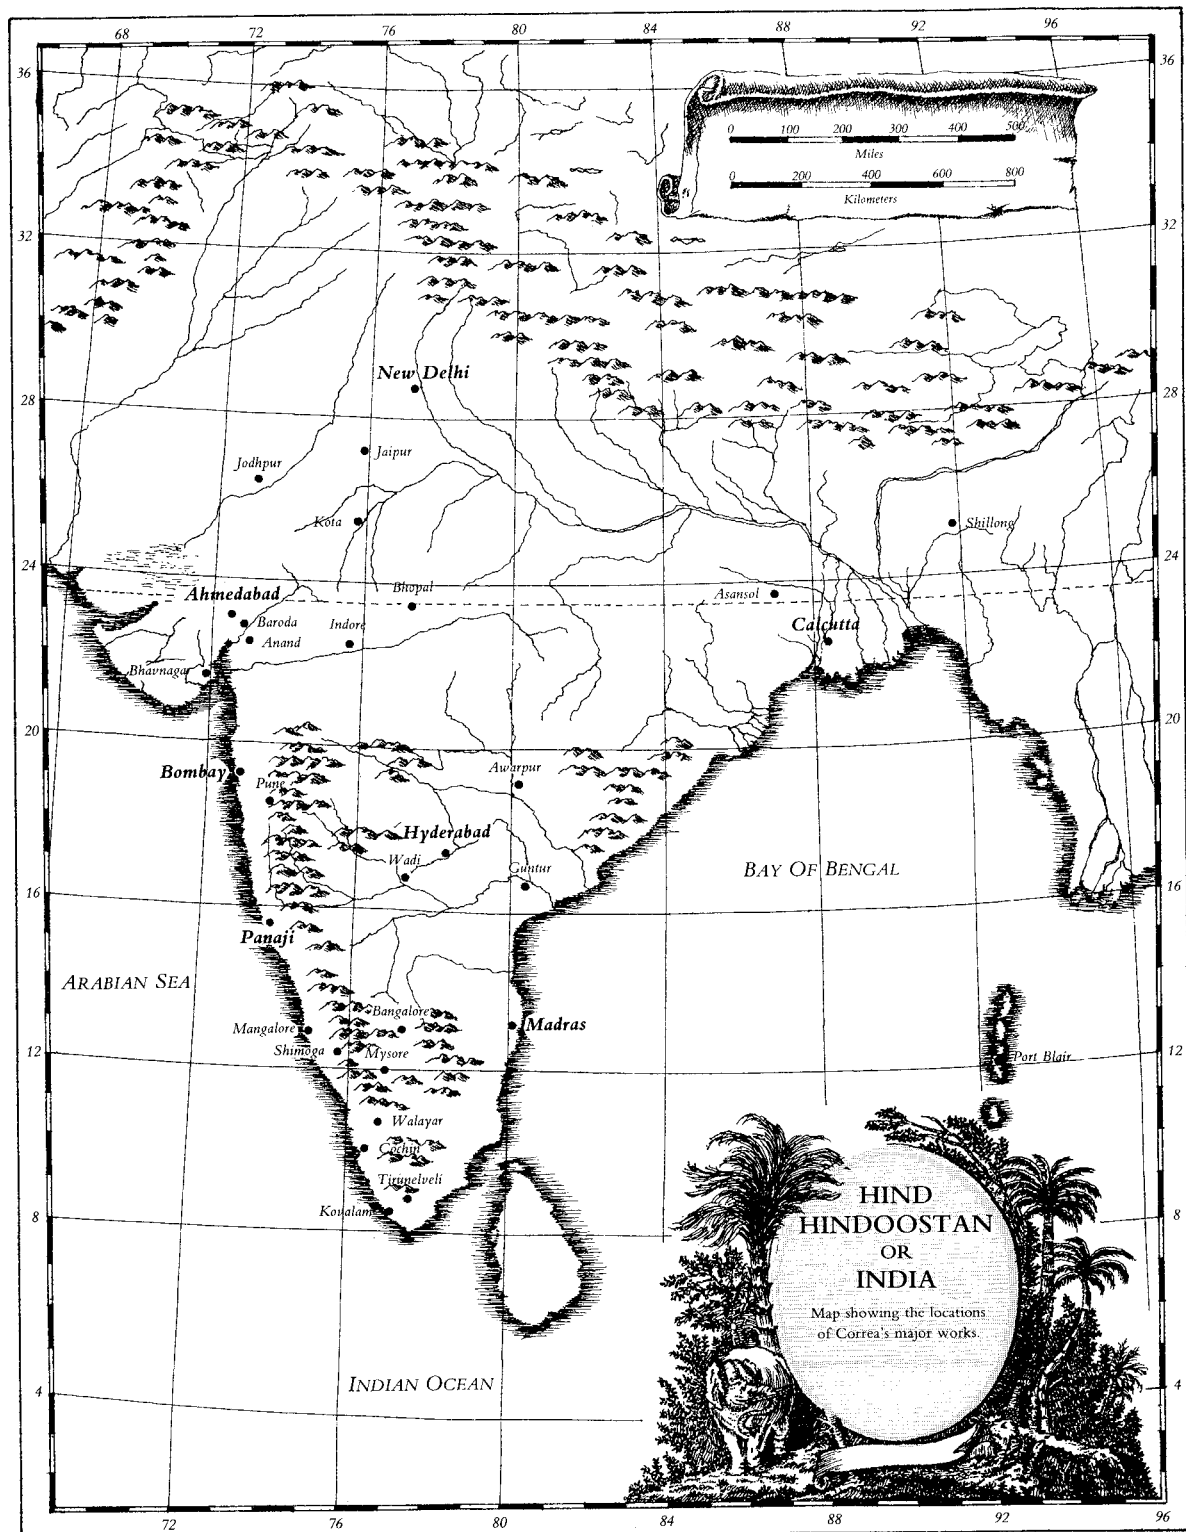 68 72 76 80 84 88 92 96
36 36
0 100 200 300 400 500
Miles
0 200 400 600 800
Kilometers
32 32
New Delhi
28 28
Jaipur
Jodhpur
Kota
Shillong
24 24
Ahmedabad
Bhopal
Asansol
Baroda
Indore
Calcutta
Anand
Bhavnagar
20 20
Bombay
Awarpur
Pune
Hyderabad
Wadi
Guntur
BAY OF BENGAL
16 16
Panaji
ARABIAN SEA
Bangalore
Mangalore
Madras
Shimoga
Mysore
12 12
Port Blair
Walayar
Cochin
Tirunelveli
Kovalam
8 8
HIND
HINDOOSTAN
OR
INDIA
Map showing the locations
of Correa's major works.
INDIAN OCEAN
4 4
72 76 80 84 88 92 96